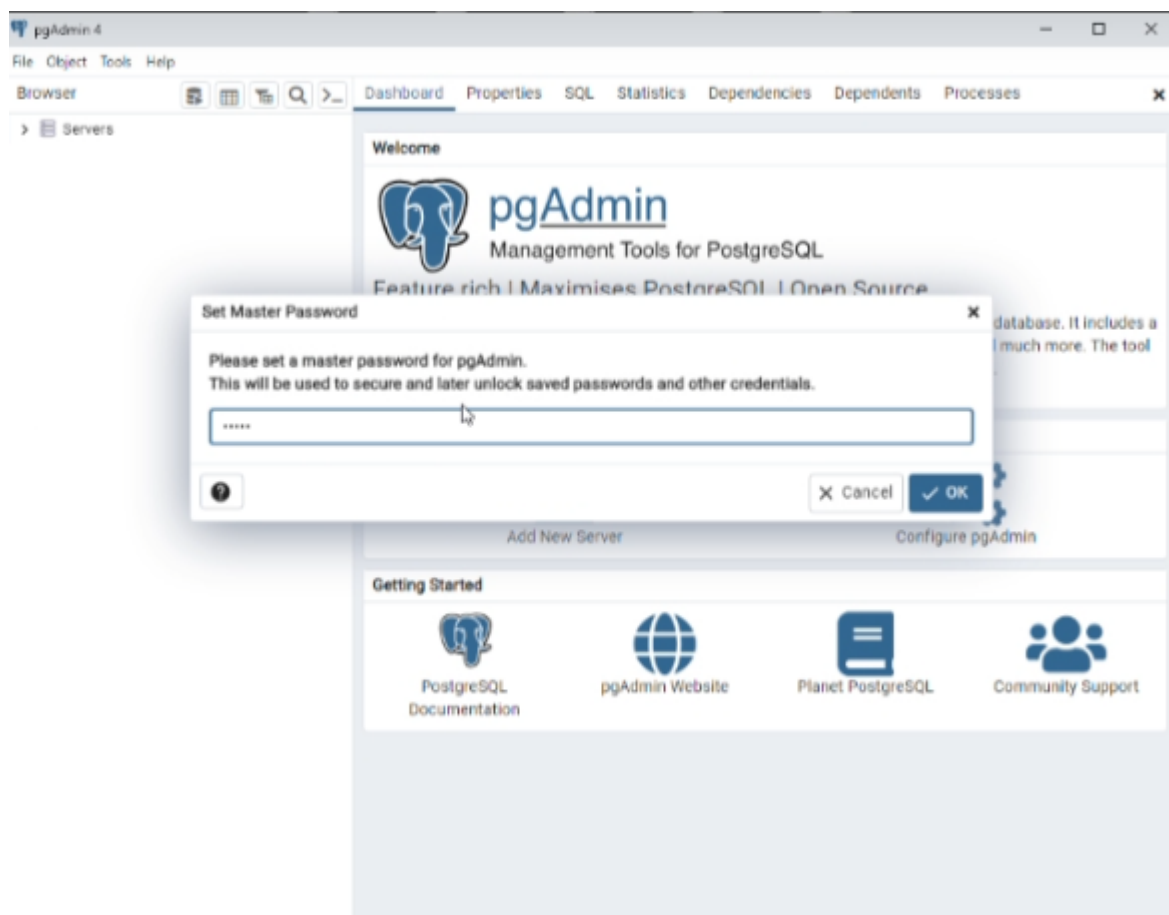 pgAdmin 4
File Object Tools Help
Browser
Dashboard Properties SQL Statistics Dependencies Dependents Processes
Servers
Welcome
pgAdmin
Management Tools for PostgreSQL
Feature rich | Maximises PostgreSQL | Open Source
database. It includes a
much more. The tool
Set Master Password
Please set a master password for pgAdmin.
This will be used to secure and later unlock saved passwords and other credentials.
•••••
Cancel
OK
Add New Server
Configure pgAdmin
Getting Started
PostgreSQL
Documentation
pgAdmin Website
Planet PostgreSQL
Community Support